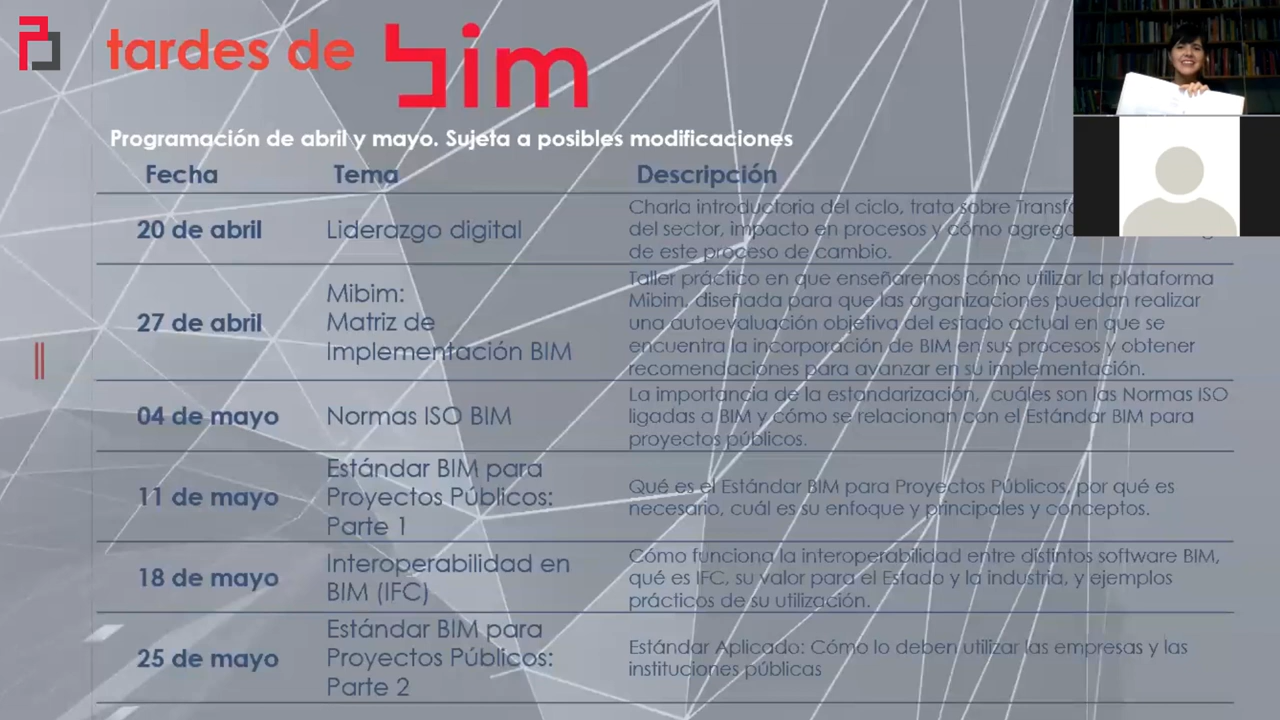 tardes de bim
Programación de abril y mayo. Sujeta a posibles modificaciones
Fecha Tema Descripción
20 de abril
Liderazgo digital
Charla introductoria del ciclo, trata sobre
del sector, impacto en procesos y cómo
de este proceso de cambio.
27 de abril
Mibim:
Matriz de
Implementación BIM
Taller práctico en que enseñaremos cómo utilizar la plataforma
Mibim, diseñada para que las organizaciones puedan realizar
una autoevaluación objetiva del estado actual en que se
encuentra la incorporación de BIM en sus procesos y obtener
recomendaciones para avanzar en su implementación.
04 de mayo
Normas ISO BIM
La importancia de la estandarización, cuáles son las Normas ISO
ligadas a BIM y cómo se relacionan con el Estándar BIM para
proyectos públicos.
11 de mayo
Estándar BIM para
Proyectos Públicos:
Parte 1
Qué es el Estándar BIM para Proyectos Públicos, por qué es
necesario, cuál es su enfoque y principales y conceptos.
18 de mayo
Interoperabilidad en
BIM (IFC)
Cómo funciona la interoperabilidad entre distintos software BIM,
qué es IFC, su valor para el Estado y la industria, y ejemplos
prácticos de su utilización.
25 de mayo
Estándar BIM para
Proyectos Públicos:
Parte 2
Estándar Aplicado: Cómo lo deben utilizar las empresas y las
instituciones públicas